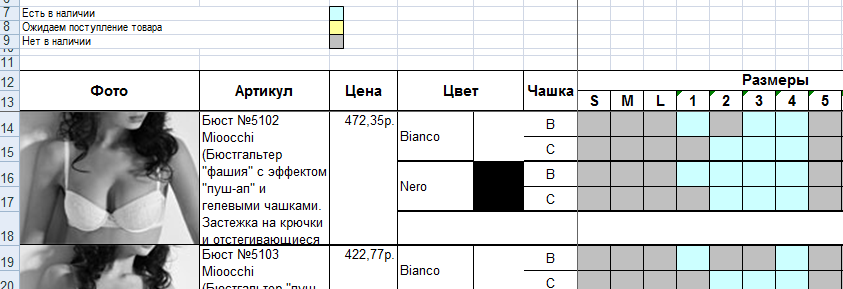 7 Есть в наличии
8 Ожидаем поступление товара
9 Нет в наличии
11
12 Фото Артикул Цена Цвет Чашка Размеры
13 S M L 1 2 3 4 5
14 Бюст №5102 472,35р. Bianco B
Mioocchi
15 (Бюстгальтер C
"фашия" с эффектом
16 "пуш-ап" и Nero B
17 гелевыми чашками. C
Застежка на крючки
18 и отстегивающиеся
19 Бюст №5103 422,77р. Bianco B
Mioocchi
20 (Бюстгальтер "пуш- C